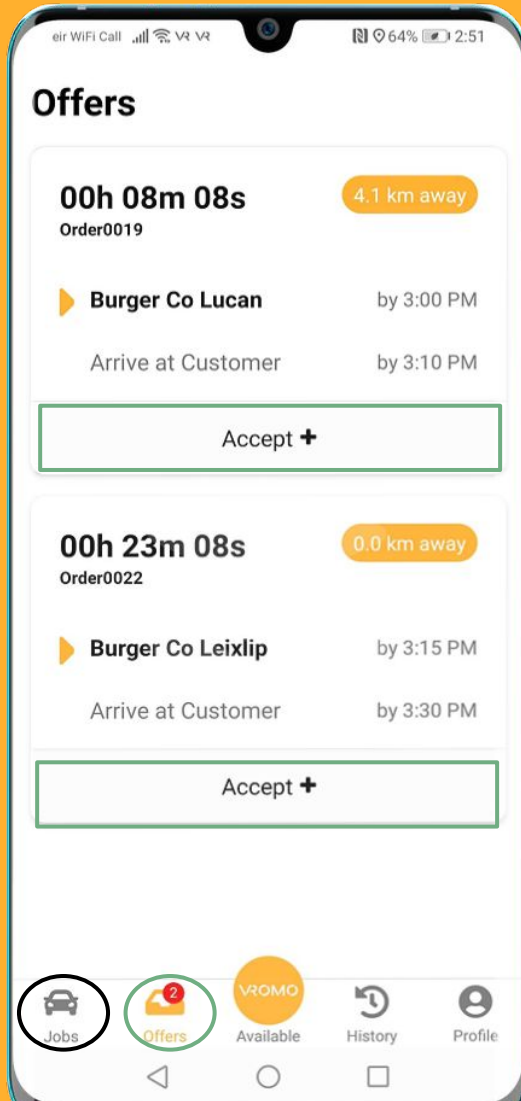 eir WiFi Call 64% 2:51
Offers
00h 08m 08s 4.1 km away
Order0019
Burger Co Lucan by 3:00 PM
Arrive at Customer by 3:10 PM
Accept +
00h 23m 08s 0.0 km away
Order0022
Burger Co Leixlip by 3:15 PM
Arrive at Customer by 3:30 PM
Accept +
2 VROMO
Jobs Offers Available History Profile